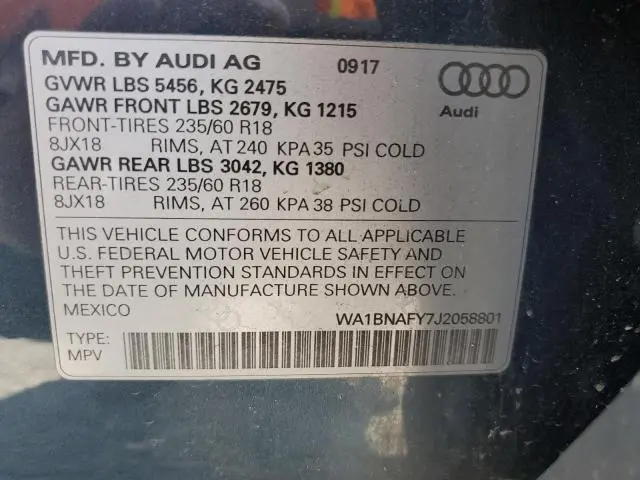 MFD. BY AUDI AG 0917
GVWR LBS 5456, KG 2475
GAWR FRONT LBS 2679, KG 1215
Audi
FRONT-TIRES 235/60 R18
8JX18 RIMS, AT 240 KPA 35 PSI COLD
GAWR REAR LBS 3042, KG 1380
REAR-TIRES 235/60 R18
8JX18 RIMS, AT 260 KPA 38 PSI COLD
THIS VEHICLE CONFORMS TO ALL APPLICABLE
U.S. FEDERAL MOTOR VEHICLE SAFETY AND
THEFT PREVENTION STANDARDS IN EFFECT ON
THE DATE OF MANUFACTURE SHOWN ABOVE.
MEXICO WA1BNAFY7J2058801
TYPE:
MPV